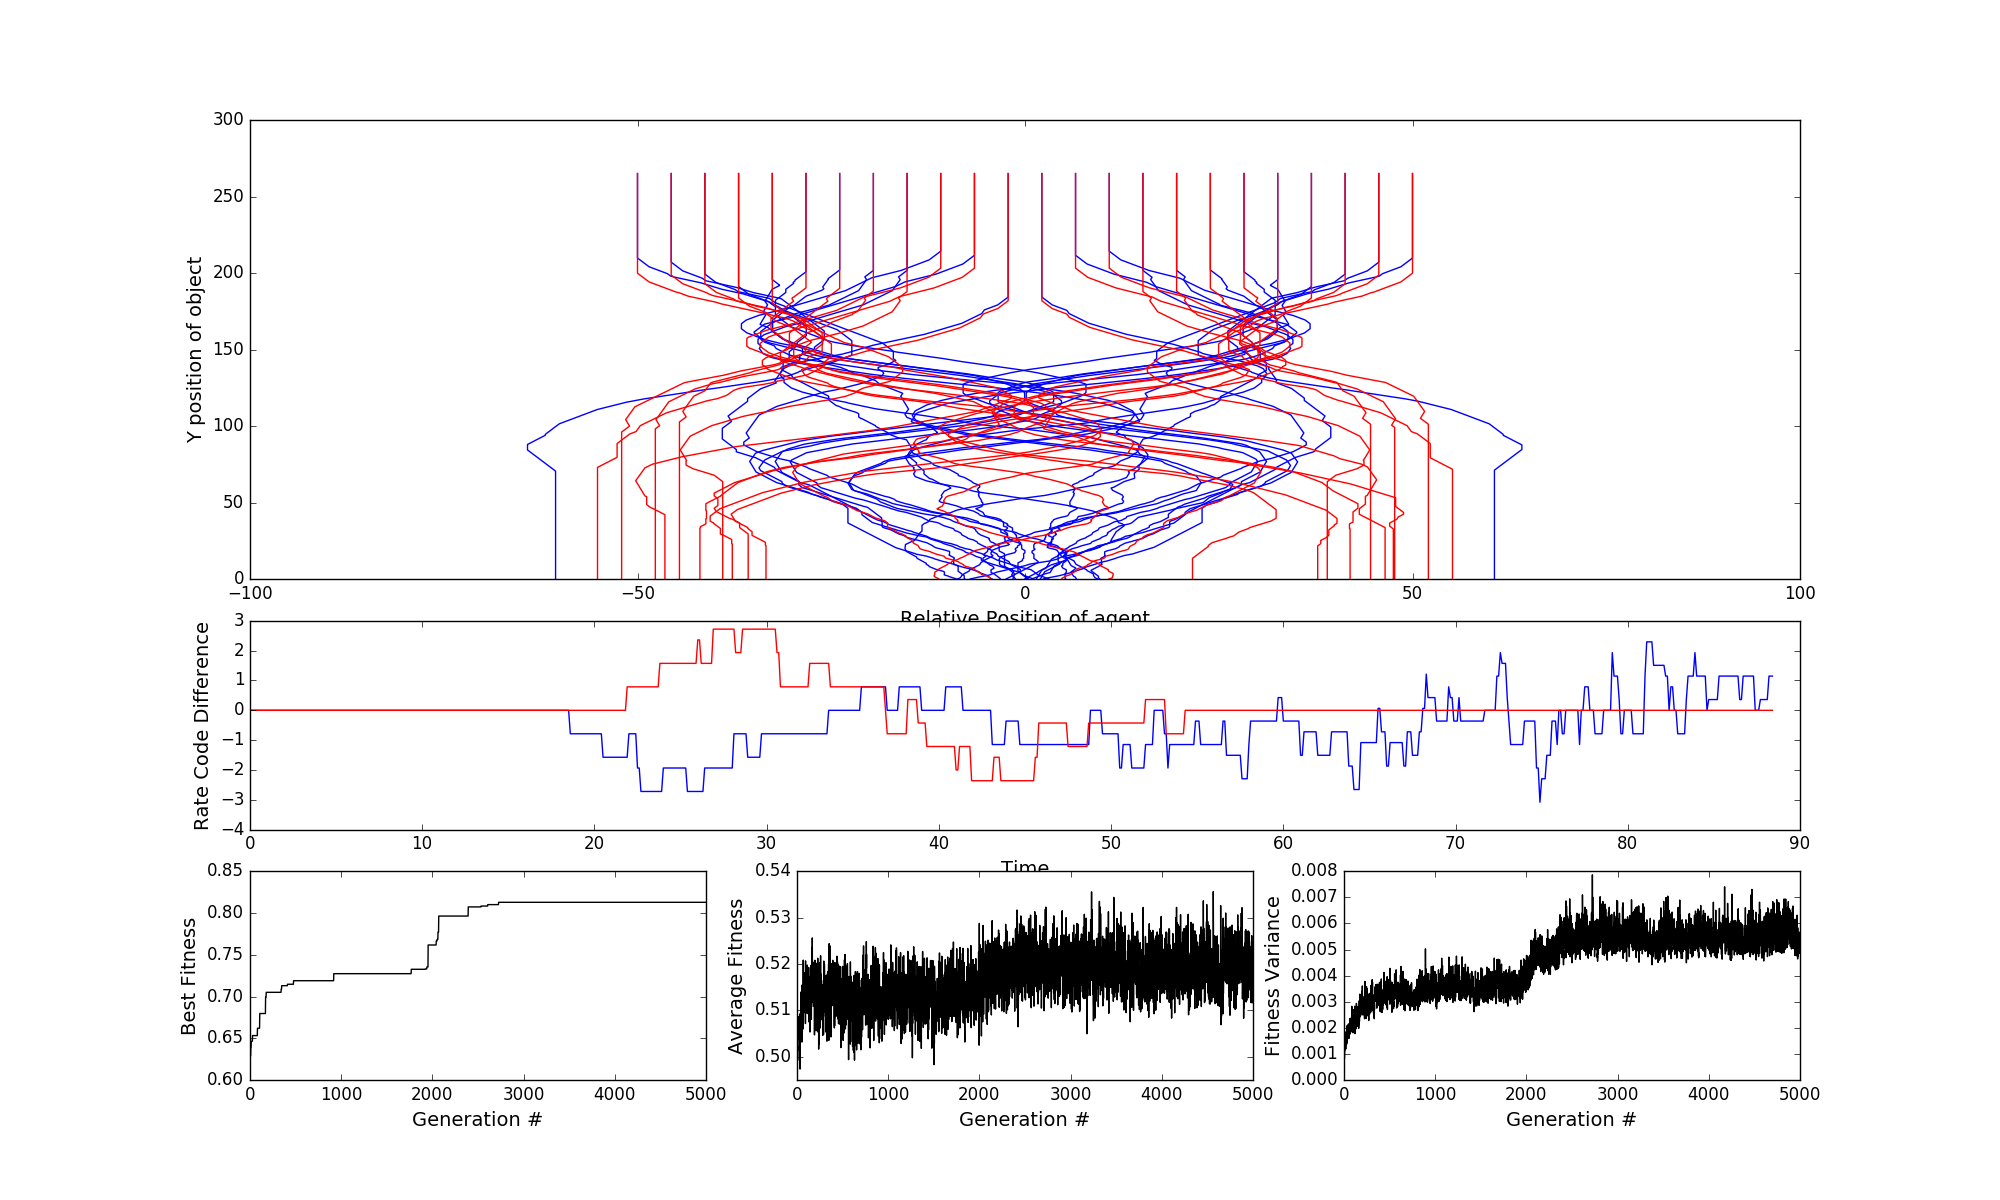 300
250
200
150
100
50
0
Y position of object
−100 −50 0 50 100
Relative Position of agent
3
2
1
0
−1
−2
−3
−4
Rate Code Difference
0 10 20 30 40 50 60 70 80 90
Time
0.85
0.80
0.75
0.70
0.65
0.60
Best Fitness
0 1000 2000 3000 4000 5000
Generation #
0.54
0.53
0.52
0.51
0.50
Average Fitness
0 1000 2000 3000 4000 5000
Generation #
0.008
0.007
0.006
0.005
0.004
0.003
0.002
0.001
0.000
Fitness Variance
0 1000 2000 3000 4000 5000
Generation #